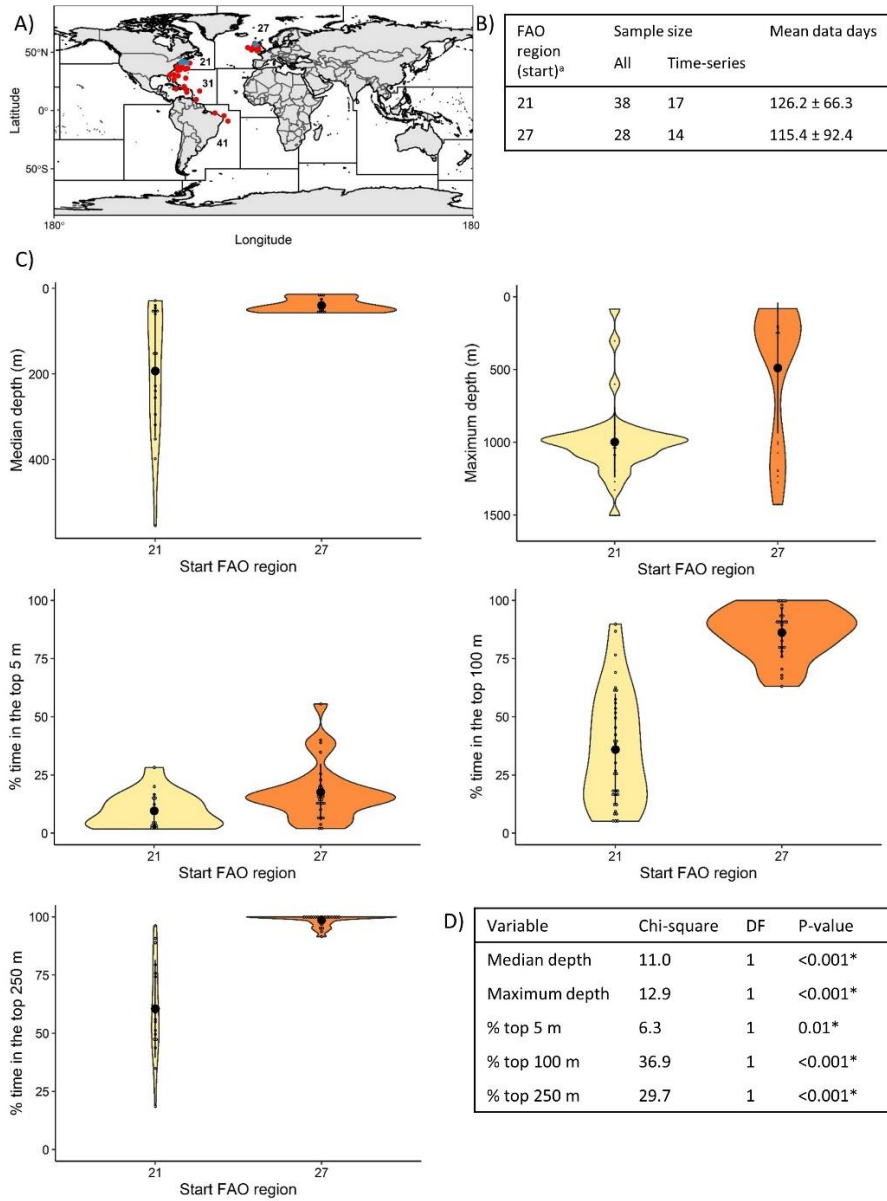 A)
27
50°N
21
31
0°
41
50°S
180°
180°
Latitude
Longitude
B)
FAO region (start)ᵃ Sample size Mean data days
All Time-series
21 38 17 126.2 ± 66.3
27 28 14 115.4 ± 92.4
C)
0
200
400
Median depth (m)
21 27
Start FAO region
0
500
1000
1500
Maximum depth (m)
21 27
Start FAO region
100
75
50
25
0
% time in the top 5 m
21 27
Start FAO region
100
75
50
25
0
% time in the top 100 m
21 27
Start FAO region
100
75
50
25
0
% time in the top 250 m
21 27
Start FAO region
D)
Variable Chi-square DF P-value
Median depth 11.0 1 <0.001*
Maximum depth 12.9 1 <0.001*
% top 5 m 6.3 1 0.01*
% top 100 m 36.9 1 <0.001*
% top 250 m 29.7 1 <0.001*